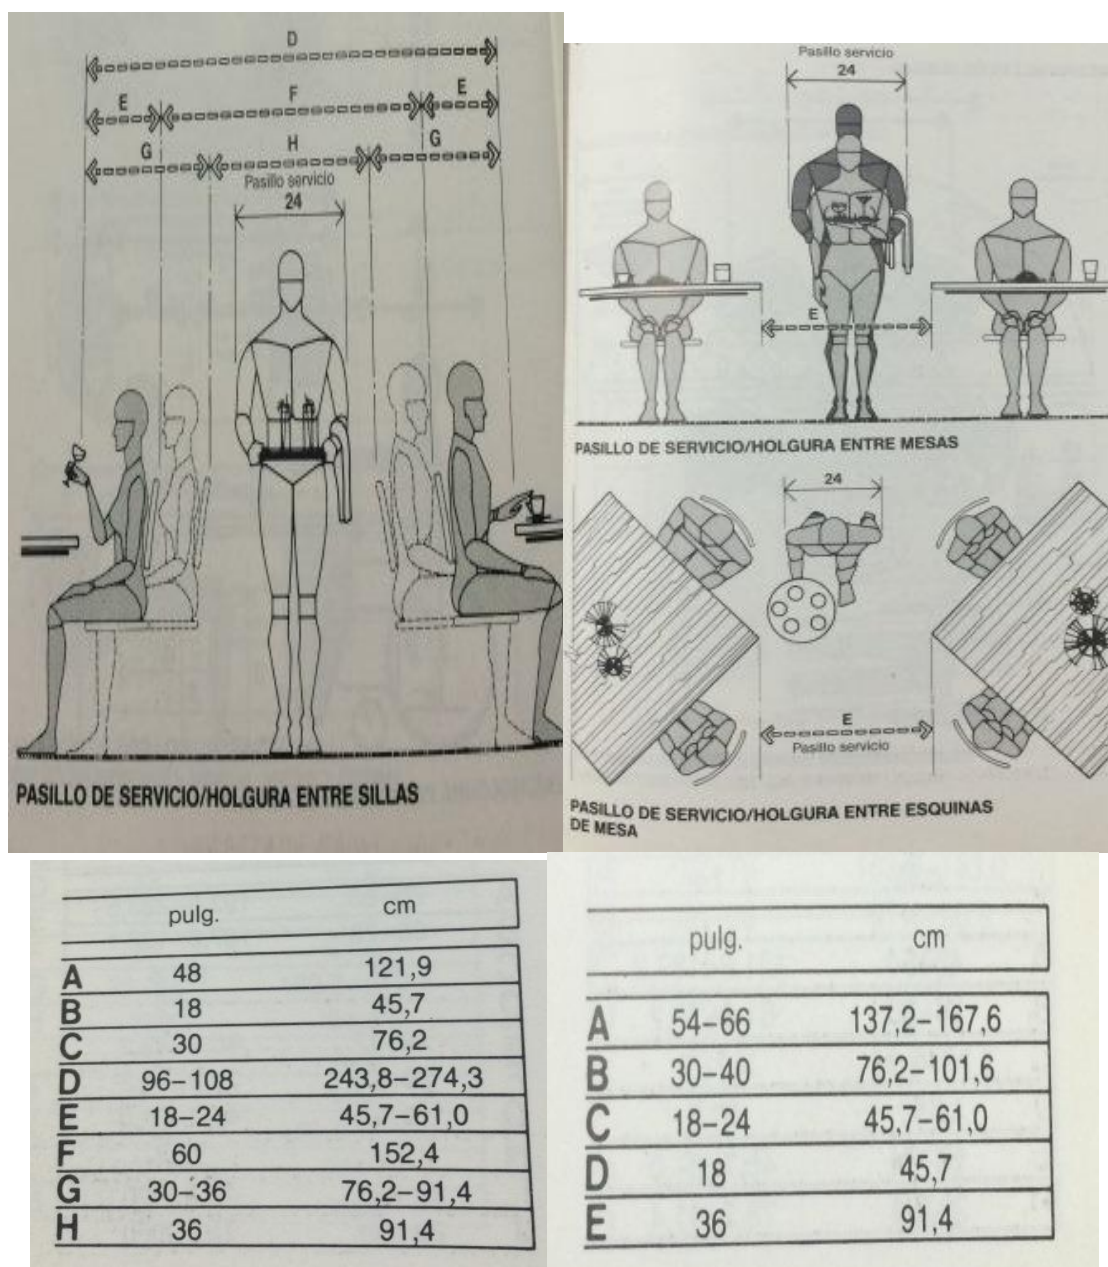 D
E F E
G H G
Pasillo servicio
24
PASILLO DE SERVICIO/HOLGURA ENTRE SILLAS
Pasillo servicio
24
E
PASILLO DE SERVICIO/HOLGURA ENTRE MESAS
24
E
Pasillo servicio
PASILLO DE SERVICIO/HOLGURA ENTRE ESQUINAS
DE MESA
pulg. cm
A 48 121,9
B 18 45,7
C 30 76,2
D 96–108 243,8–274,3
E 18–24 45,7–61,0
F 60 152,4
G 30–36 76,2–91,4
H 36 91,4
pulg. cm
A 54–66 137,2–167,6
B 30–40 76,2–101,6
C 18–24 45,7–61,0
D 18 45,7
E 36 91,4